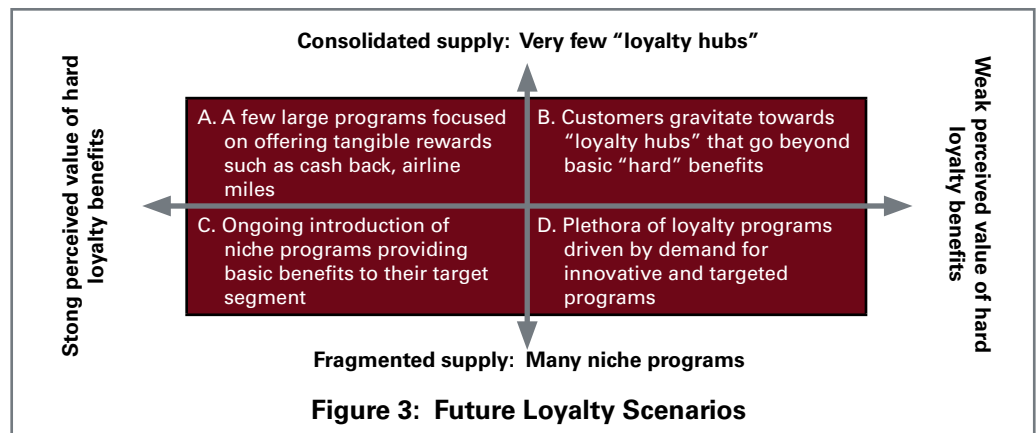 Consolidated supply: Very few “loyalty hubs”
Stong perceived value of hard
loyalty benefits
A. A few large programs focused
on offering tangible rewards
such as cash back, airline
miles
B. Customers gravitate towards
“loyalty hubs” that go beyond
basic “hard” benefits
C. Ongoing introduction of
niche programs providing
basic benefits to their target
segment
D. Plethora of loyalty programs
driven by demand for
innovative and targeted
programs
Weak perceived value of hard
loyalty benefits
Fragmented supply: Many niche programs
Figure 3: Future Loyalty Scenarios